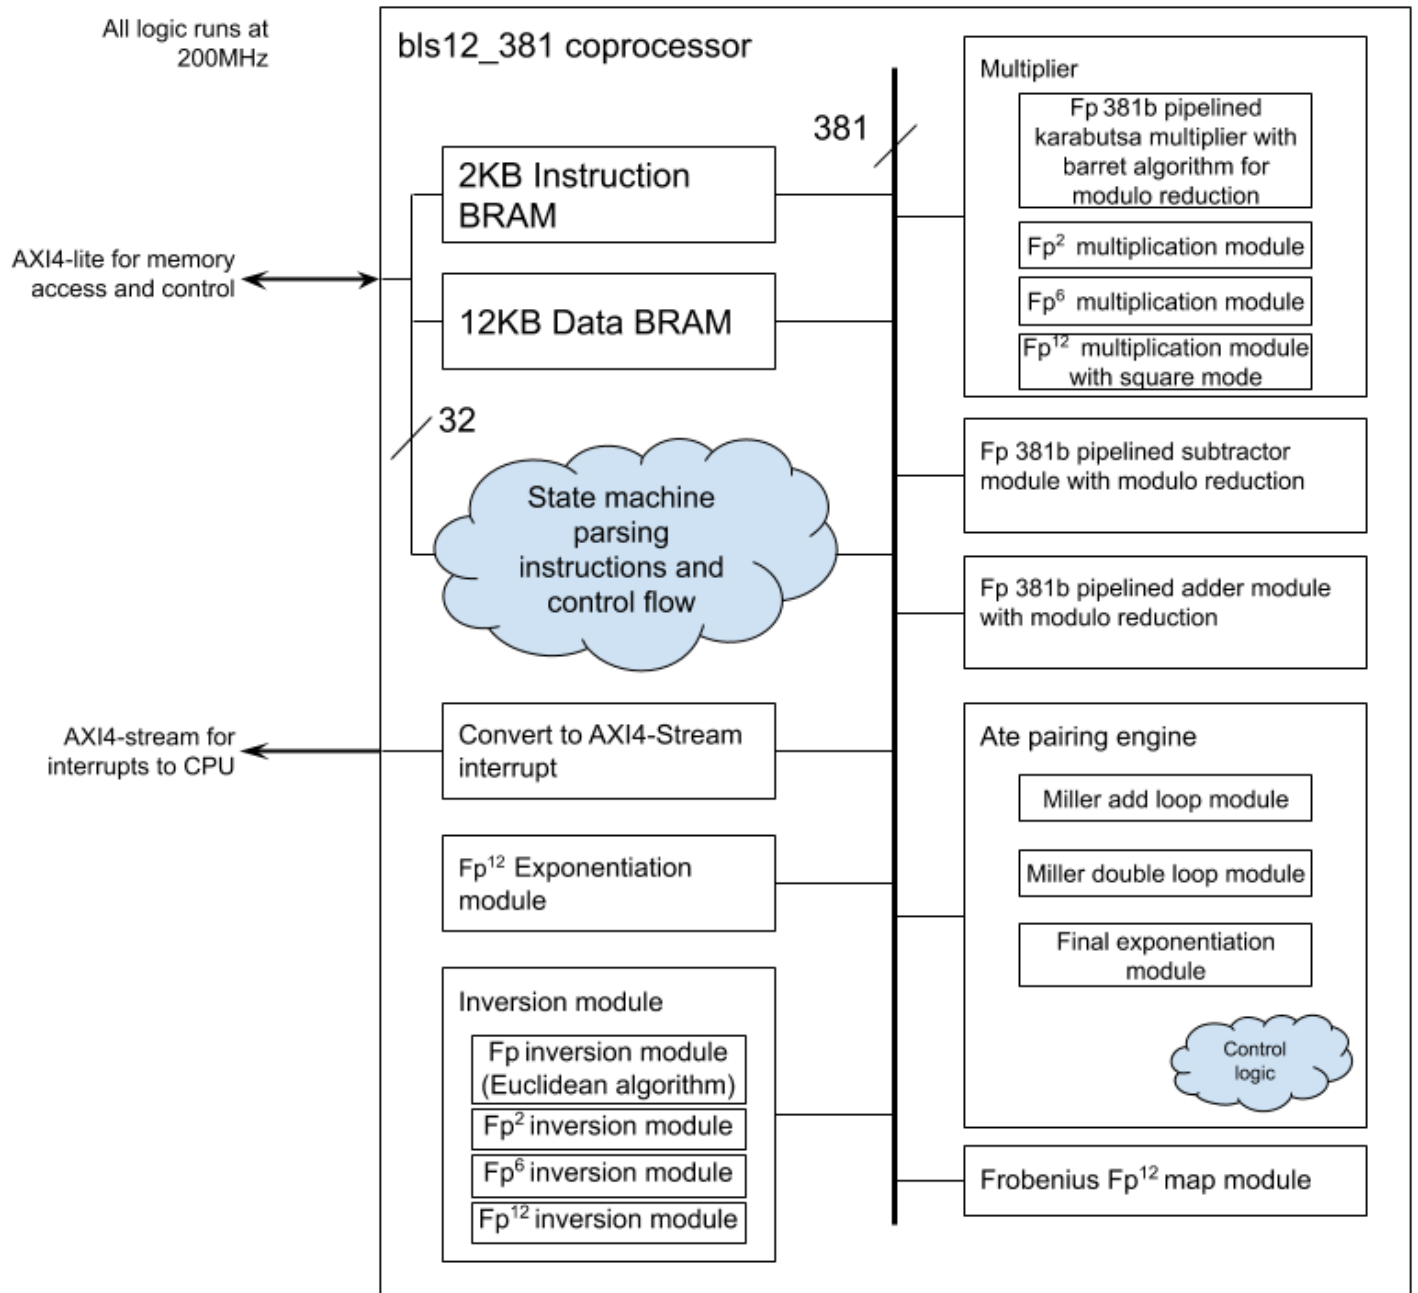 All logic runs at
200MHz
bls12_381 coprocessor
381
2KB Instruction
BRAM
AXI4-lite for memory
access and control
12KB Data BRAM
32
State machine
parsing
instructions and
control flow
AXI4-stream for
interrupts to CPU
Convert to AXI4-Stream
interrupt
Fp¹² Exponentiation
module
Inversion module
Fp inversion module
(Euclidean algorithm)
Fp² inversion module
Fp⁶ inversion module
Fp¹² inversion module
Multiplier
Fp 381b pipelined
karabutsa multiplier with
barret algorithm for
modulo reduction
Fp² multiplication module
Fp⁶ multiplication module
Fp¹² multiplication module
with square mode
Fp 381b pipelined subtractor
module with modulo reduction
Fp 381b pipelined adder module
with modulo reduction
Ate pairing engine
Miller add loop module
Miller double loop module
Final exponentiation
module
Control
logic
Frobenius Fp¹² map module